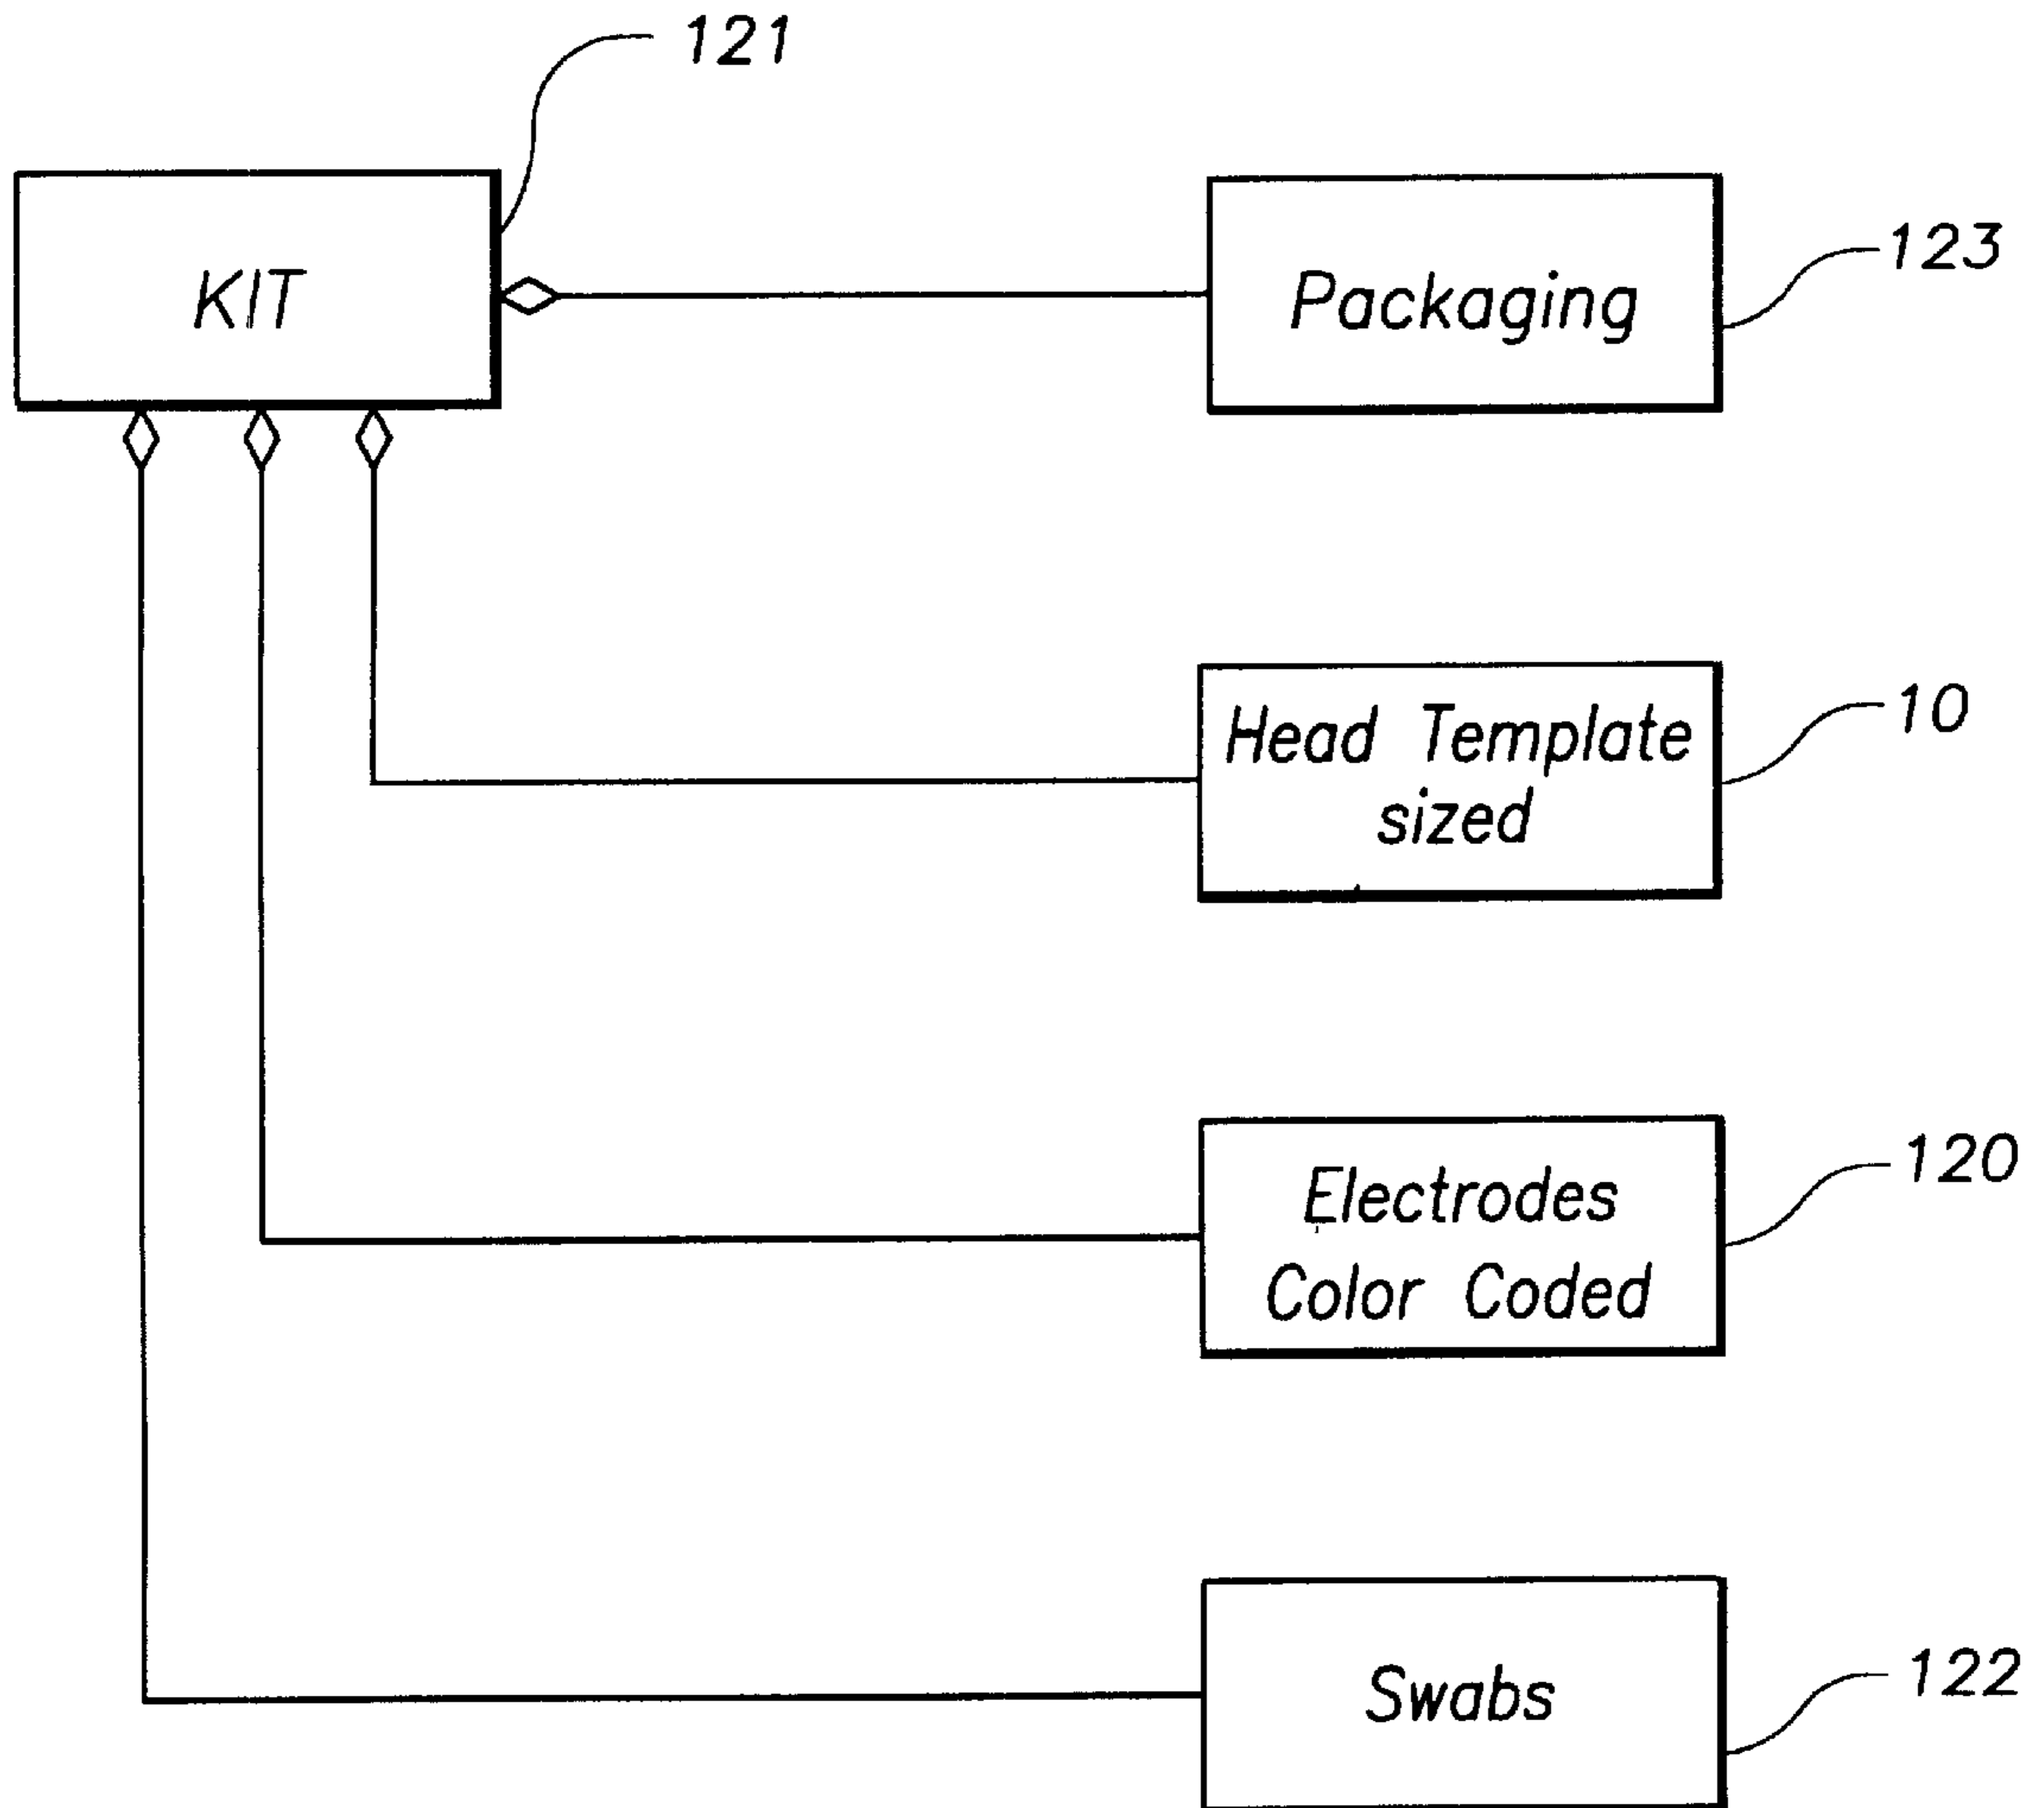 121
KIT
Packaging
123
Head Template
sized
10
Electrodes
Color Coded
120
Swabs
122